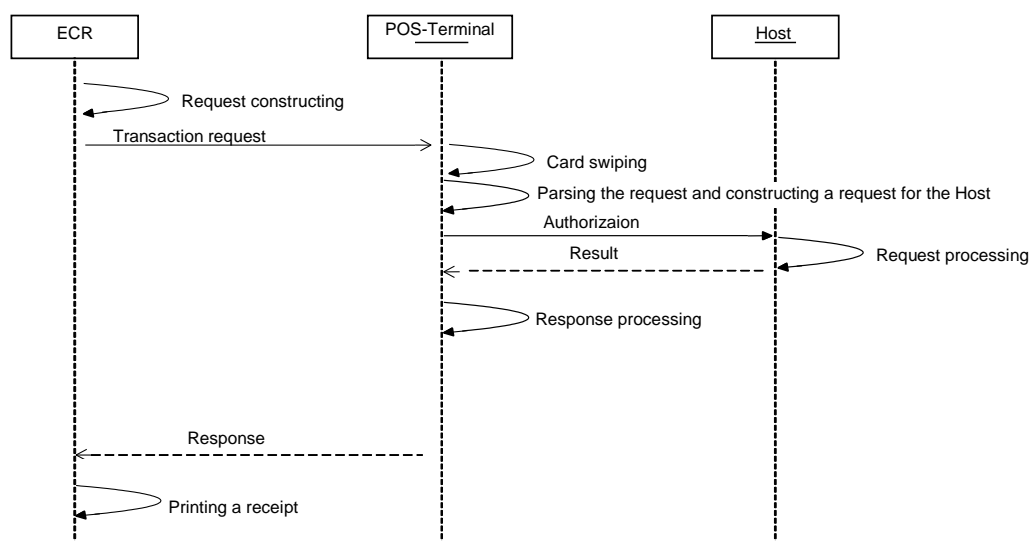 ECR
POS-Terminal
Host
Request constructing
Transaction request
Card swiping
Parsing the request and constructing a request for the Host
Authorizaion
Result
Request processing
Response processing
Response
Printing a receipt